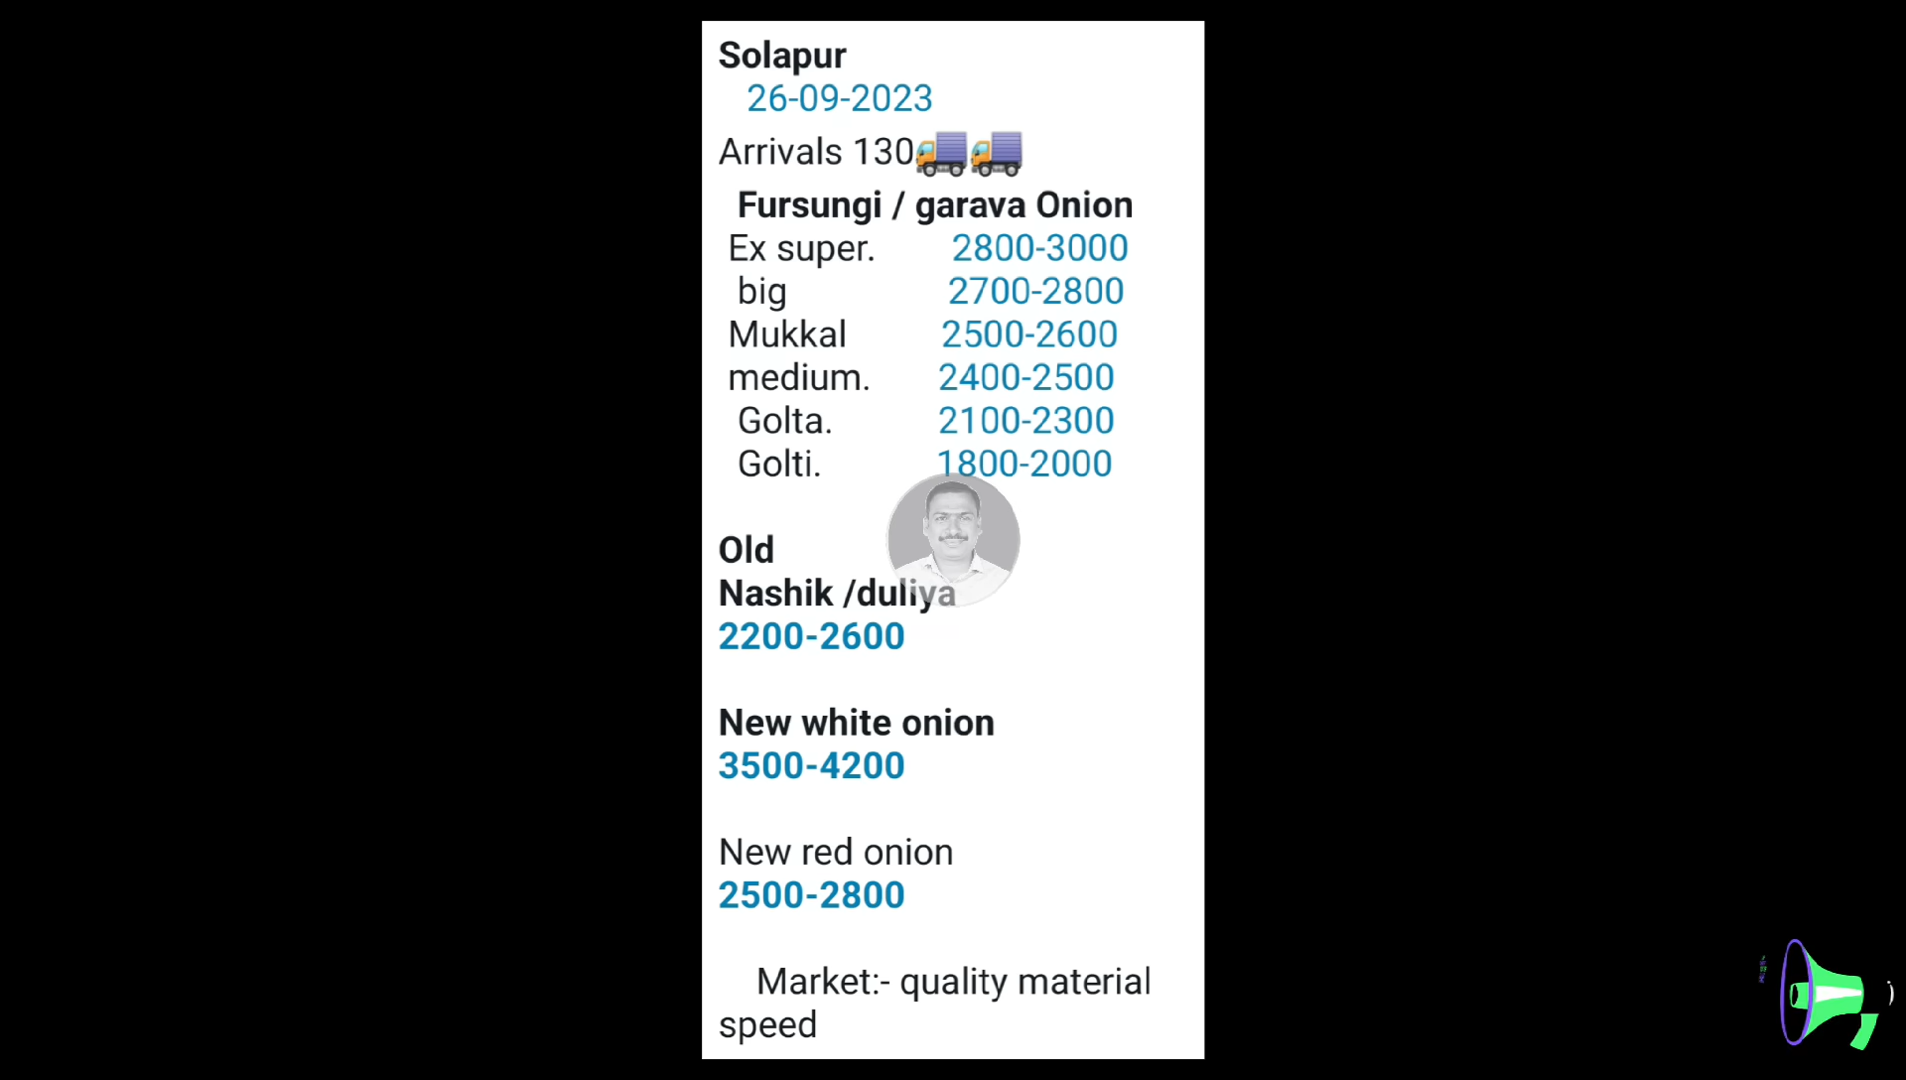 Solapur
26-09-2023
Arrivals 130🚛🚛
Fursungi / garava Onion
Ex super. 2800-3000
big 2700-2800
Mukkal 2500-2600
medium. 2400-2500
Golta. 2100-2300
Golti. 1800-2000
Old
Nashik /duliya
2200-2600
New white onion
3500-4200
New red onion
2500-2800
Market:- quality material
speed